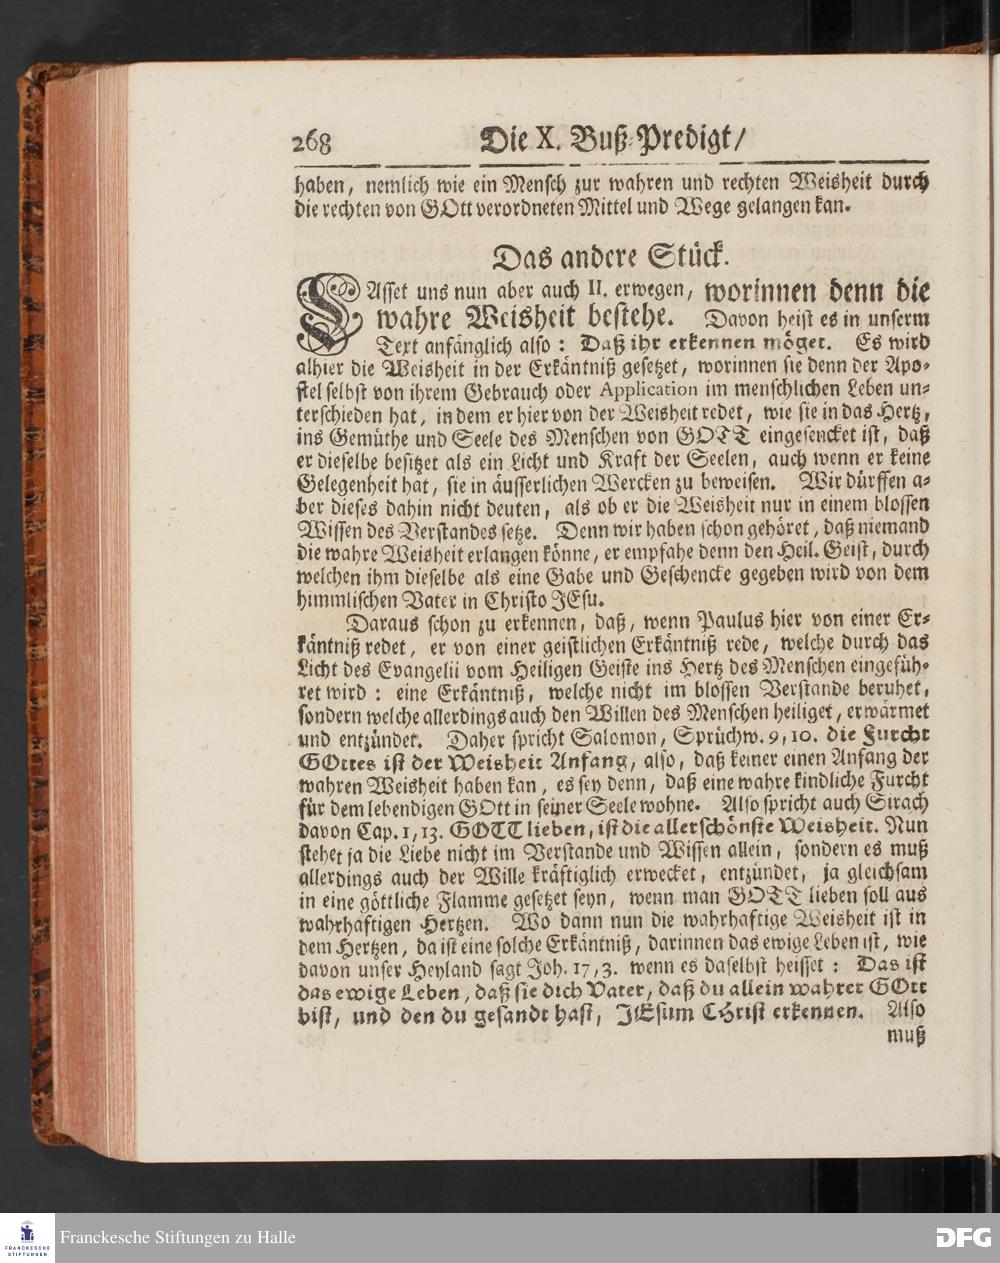 268 Die X. Buß-Predigt/
haben, nemlich wie ein Mensch zur wahren und rechten Weisheit durch
die rechten von GOtt verordneten Mittel und Wege gelangen kan.
Das andere Stück.
LAsset uns nun aber auch II. erwegen, worinnen denn die
wahre Weisheit bestehe. Davon heist es in unserm
Text anfänglich also: Daß ihr erkennen möget. Es wird
alhier die Weisheit in der Erkäntniß gesetzet, worinnen sie denn der Apo-
stel selbst von ihrem Gebrauch oder Application im menschlichen Leben un-
terschieden hat, in dem er hier von der Weisheit redet, wie sie in das Hertz,
ins Gemüthe und Seele des Menschen von GOTT eingesencket ist, daß
er dieselbe besitzet als ein Licht und Kraft der Seelen, auch wenn er keine
Gelegenheit hat, sie in äusserlichen Wercken zu beweisen. Wir dürffen a-
ber dieses dahin nicht deuten, als ob er die Weisheit nur in einem blossen
Wissen des Verstandes setze. Denn wir haben schon gehöret, daß niemand
die wahre Weisheit erlangen könne, er empfahe denn den Heil. Geist, durch
welchen ihm dieselbe als eine Gabe und Geschencke gegeben wird von dem
himmlischen Vater in Christo JEsu.
Daraus schon zu erkennen, daß, wenn Paulus hier von einer Er-
käntniß redet, er von einer geistlichen Erkäntniß rede, welche durch das
Licht des Evangelii vom Heiligen Geiste ins Hertz des Menschen eingefüh-
ret wird: eine Erkäntniß, welche nicht im blossen Verstande beruhet,
sondern welche allerdings auch den Willen des Menschen heiliget, erwärmet
und entzündet. Daher spricht Salomon, Sprüchw. 9, 10. die Furcht
GOttes ist der Weisheit Anfang, also, daß keiner einen Anfang der
wahren Weisheit haben kan, es sey denn, daß eine wahre kindliche Furcht
für dem lebendigen GOtt in seiner Seele wohne. Also spricht auch Sirach
davon Cap. 1, 13. GOTT lieben, ist die allerschönste Weisheit. Nun
stehet ja die Liebe nicht im Verstande und Wissen allein, sondern es muß
allerdings auch der Wille kräftiglich erwecket, entzündet, ja gleichsam
in eine göttliche Flamme gesetzet seyn, wenn man GOTT lieben soll aus
wahrhaftigen Hertzen. Wo dann nun die wahrhaftige Weisheit ist in
dem Hertzen, da ist eine solche Erkäntniß, darinnen das ewige Leben ist, wie
davon unser Heyland sagt Joh. 17, 3. wenn es daselbst heisset: Das ist
das ewige Leben, daß sie dich Vater, daß du allein wahrer GOtt
bist, und den du gesandt hast, JEsum CHrist erkennen. Also
muß
FRANCKESCHE
STIFTUNGEN
Franckesche Stiftungen zu Halle
DFG